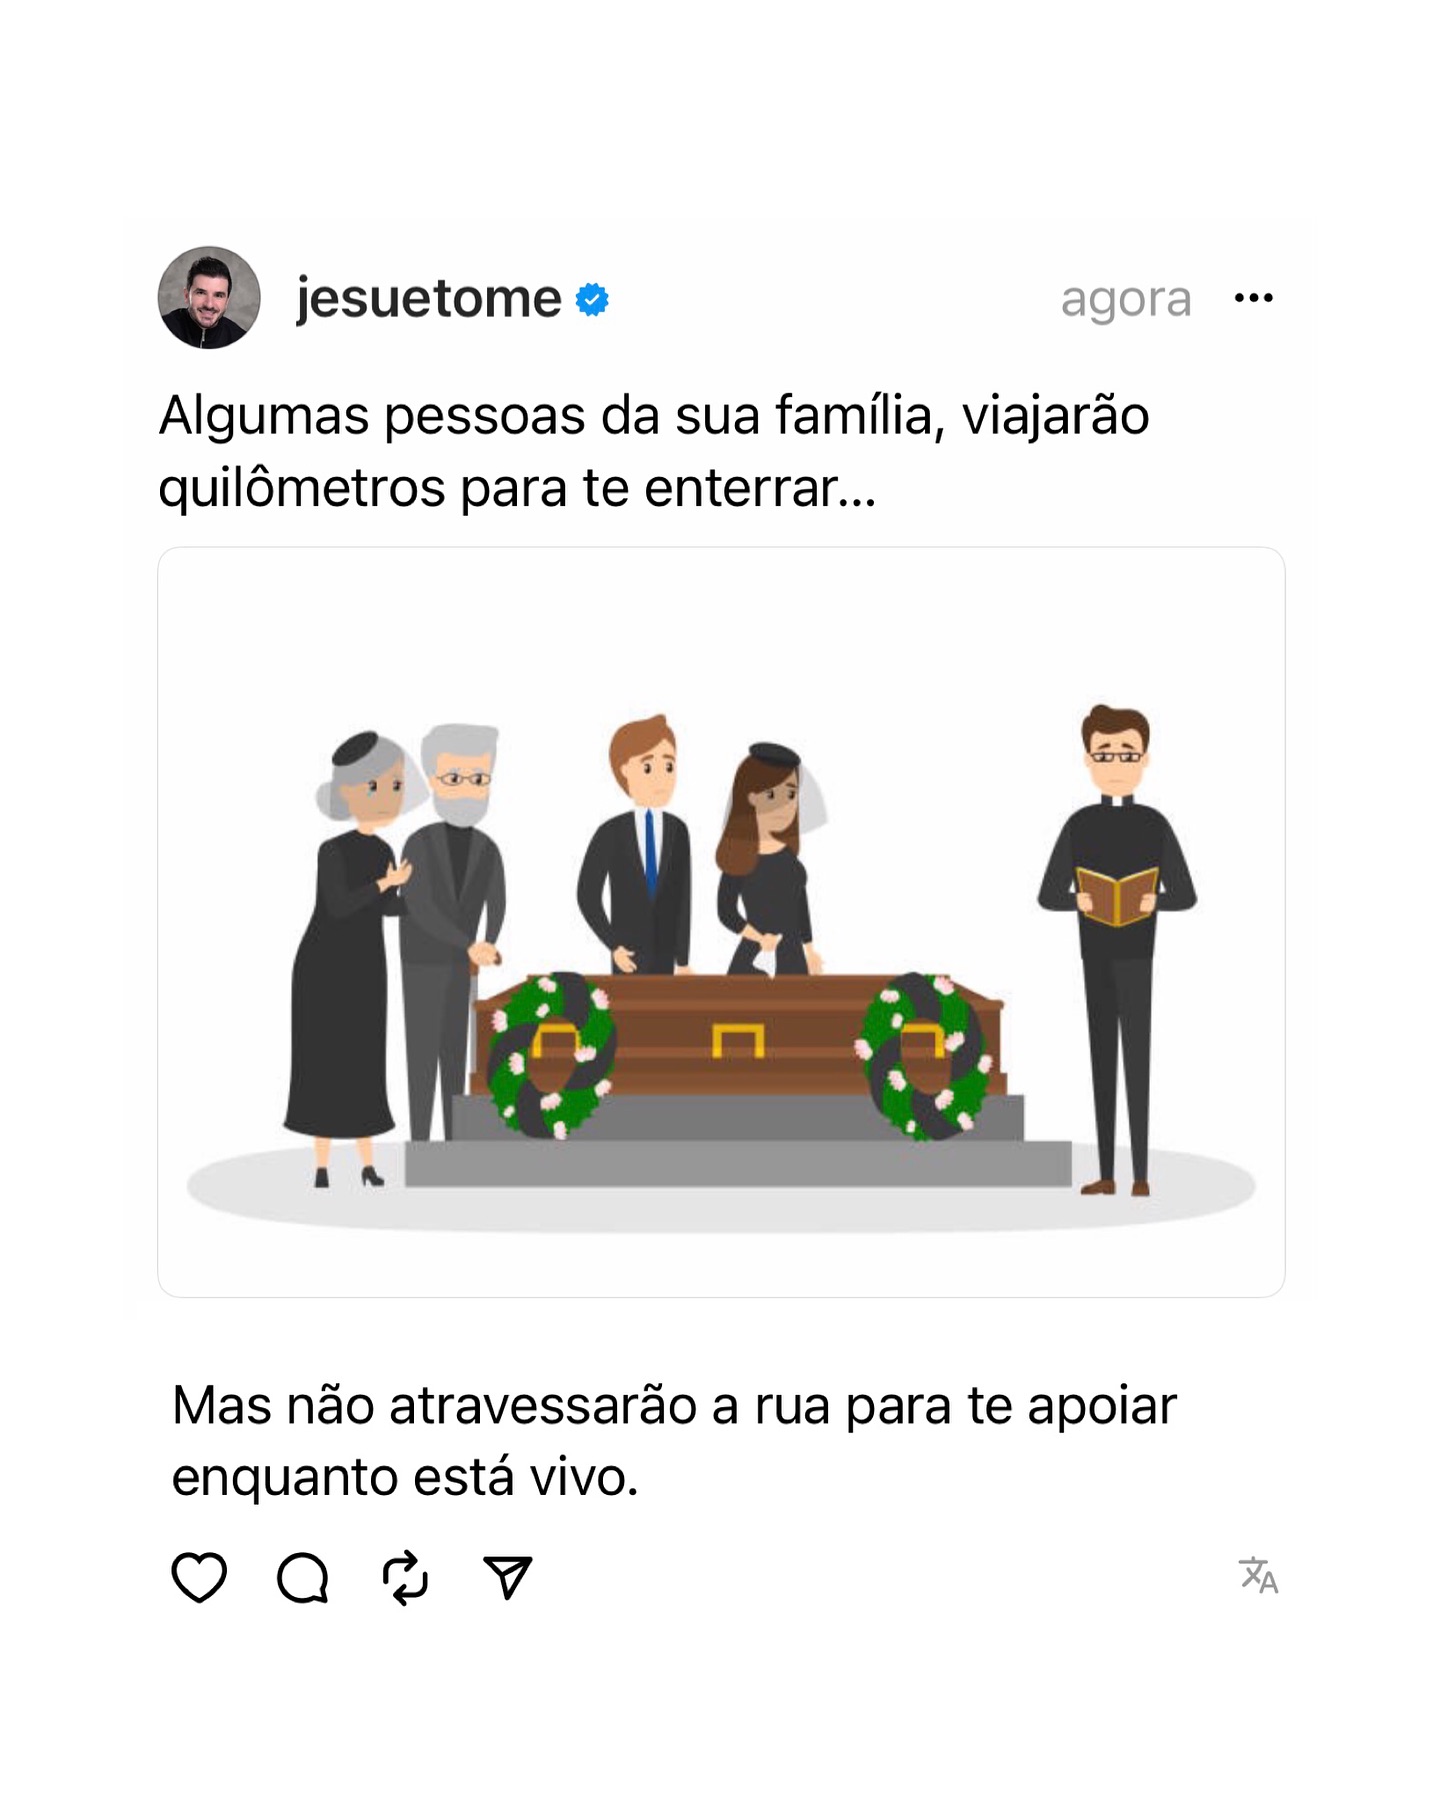 jesuetome
agora
Algumas pessoas da sua família, viajarão
quilômetros para te enterrar...
Mas não atravessarão a rua para te apoiar
enquanto está vivo.